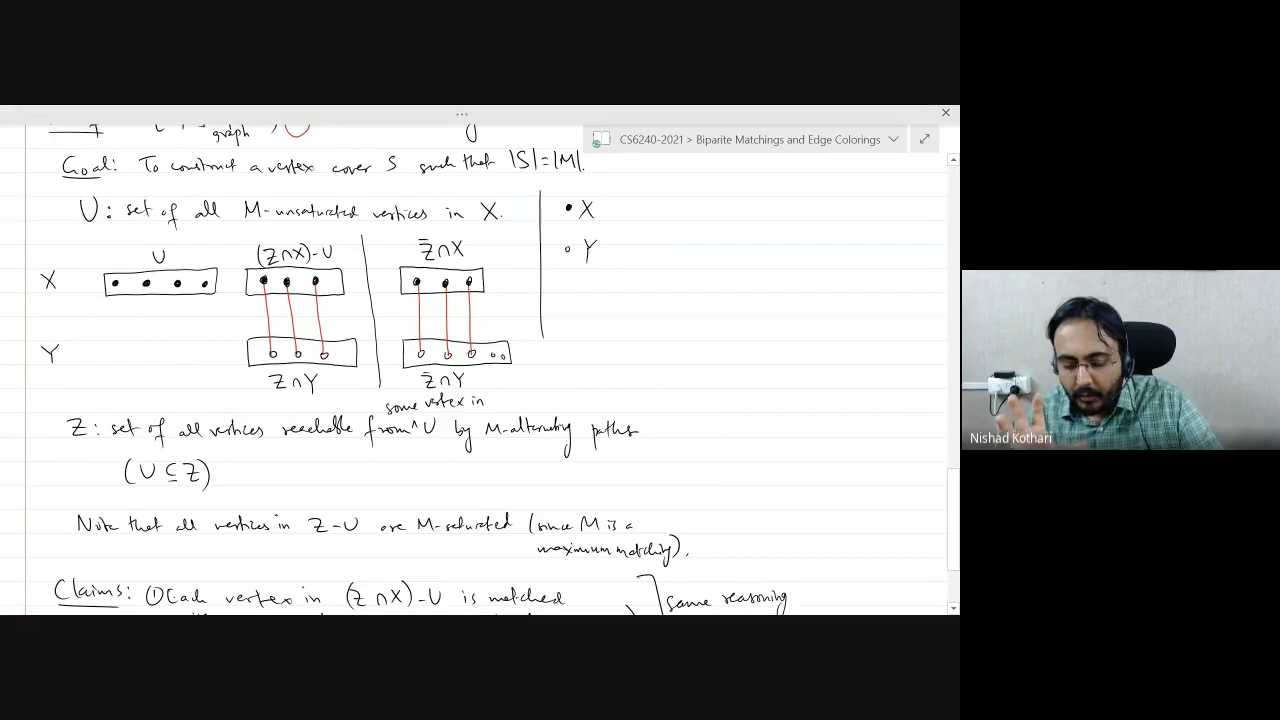 graph
CS6240-2021 > Biparite Matchings and Edge Colorings
Goal: To construct a vertex cover S such that |S|=|M|.
U: set of all M-unsaturated vertices in X.
• X
◦ Y
U (Z∩X)-U Z̄∩X
X
Y
Z∩Y Z̄∩Y
some vertex in
Z: set of all vertices reachable from ^ U by M-alternating paths
(U ⊆ Z)
Note that all vertices in Z-U are M-saturated (since M is a
maximum matching).
Claims: ① Each vertex in (Z∩X)-U is matched
same reasoning
Nishad Kothari